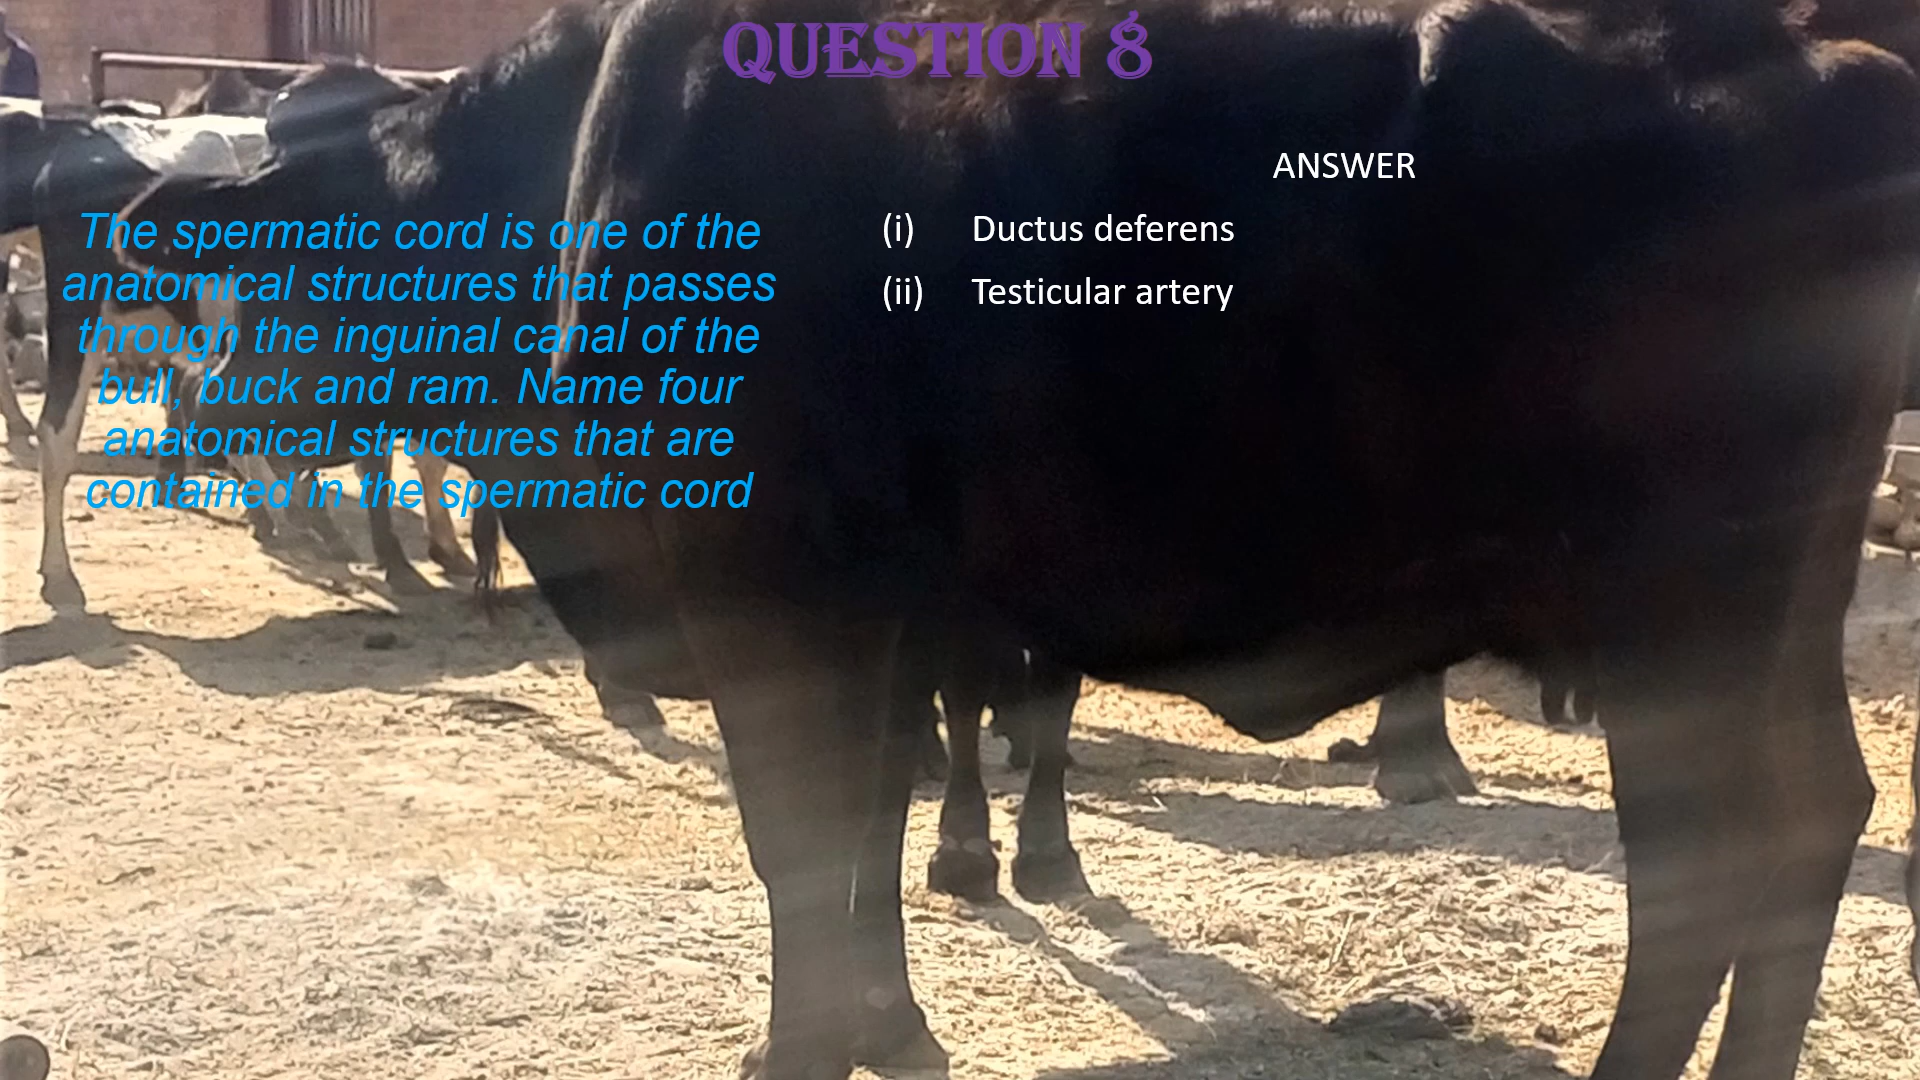 QUESTION 8
The spermatic cord is one of the
anatomical structures that passes
through the inguinal canal of the
bull, buck and ram. Name four
anatomical structures that are
contained in the spermatic cord
ANSWER
(i) Ductus deferens
(ii) Testicular artery